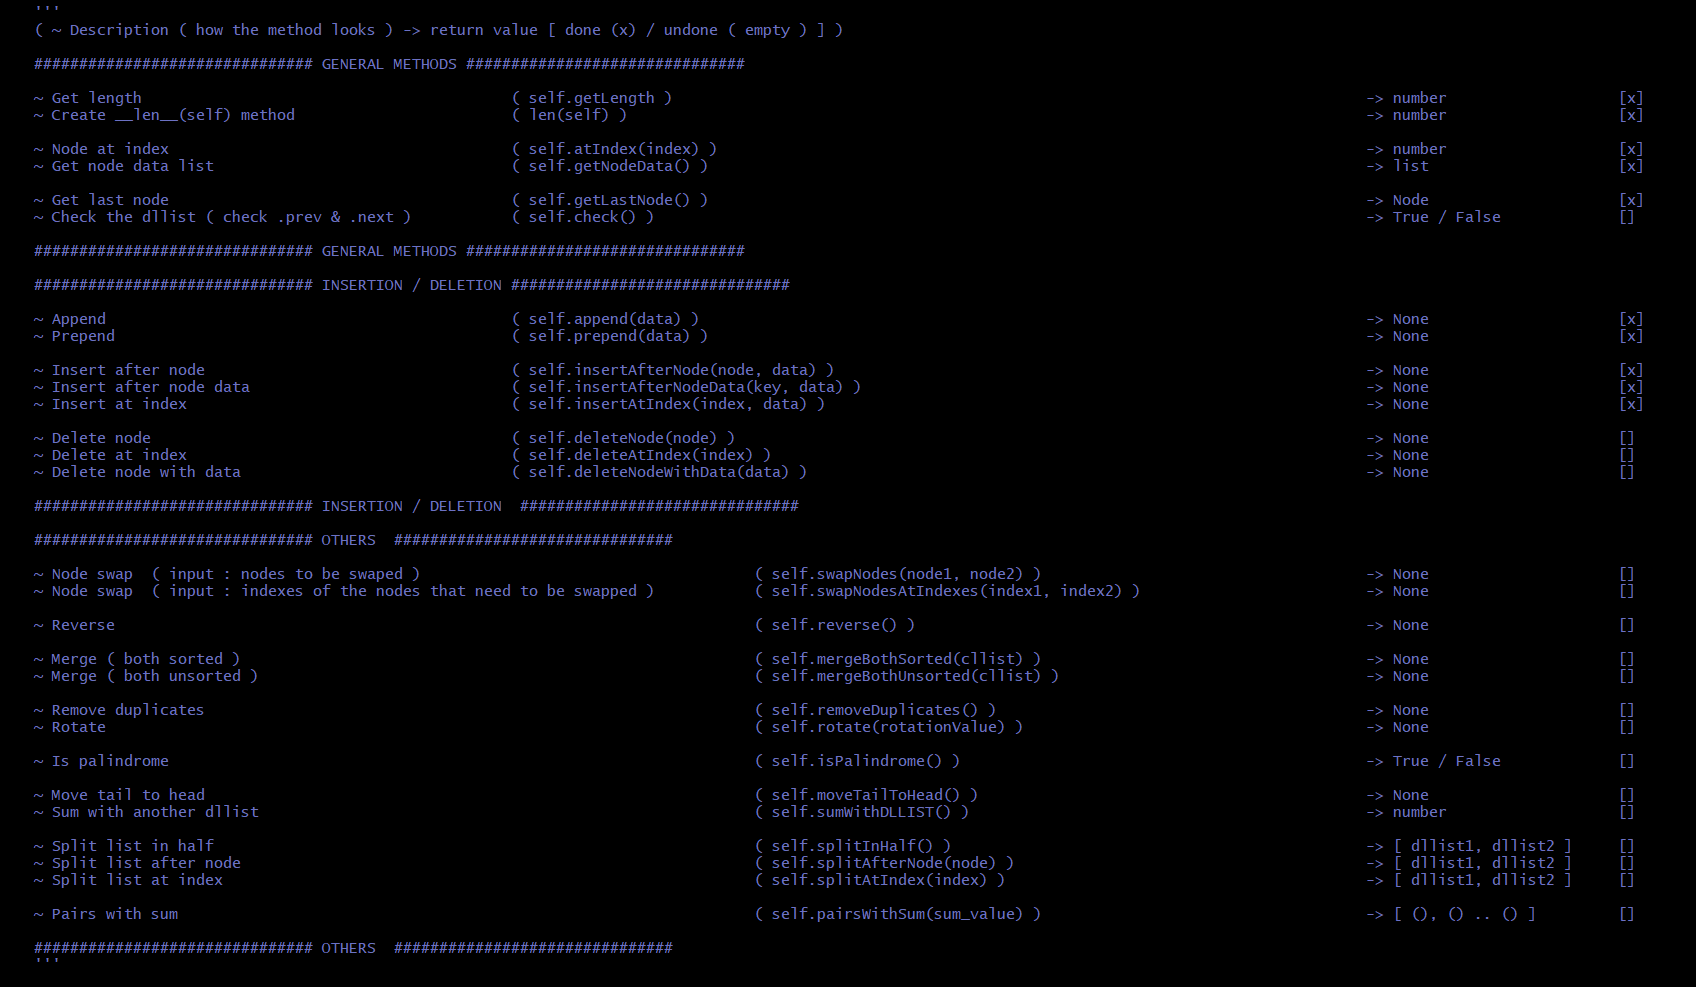 '''
( ~ Description ( how the method looks ) -> return value [ done (x) / undone ( empty ) ] )
############################### GENERAL METHODS ###############################
~ Get length ( self.getLength ) -> number [x]
~ Create __len__(self) method ( len(self) ) -> number [x]
~ Node at index ( self.atIndex(index) ) -> number [x]
~ Get node data list ( self.getNodeData() ) -> list [x]
~ Get last node ( self.getLastNode() ) -> Node [x]
~ Check the dllist ( check .prev & .next ) ( self.check() ) -> True / False []
############################### GENERAL METHODS ###############################
############################### INSERTION / DELETION ###############################
~ Append ( self.append(data) ) -> None [x]
~ Prepend ( self.prepend(data) ) -> None [x]
~ Insert after node ( self.insertAfterNode(node, data) ) -> None [x]
~ Insert after node data ( self.insertAfterNodeData(key, data) ) -> None [x]
~ Insert at index ( self.insertAtIndex(index, data) ) -> None [x]
~ Delete node ( self.deleteNode(node) ) -> None []
~ Delete at index ( self.deleteAtIndex(index) ) -> None []
~ Delete node with data ( self.deleteNodeWithData(data) ) -> None []
############################### INSERTION / DELETION  ###############################
############################### OTHERS  ###############################
~ Node swap  ( input : nodes to be swaped ) ( self.swapNodes(node1, node2) ) -> None []
~ Node swap  ( input : indexes of the nodes that need to be swapped ) ( self.swapNodesAtIndexes(index1, index2) ) -> None []
~ Reverse ( self.reverse() ) -> None []
~ Merge ( both sorted ) ( self.mergeBothSorted(cllist) ) -> None []
~ Merge ( both unsorted ) ( self.mergeBothUnsorted(cllist) ) -> None []
~ Remove duplicates ( self.removeDuplicates() ) -> None []
~ Rotate ( self.rotate(rotationValue) ) -> None []
~ Is palindrome ( self.isPalindrome() ) -> True / False []
~ Move tail to head ( self.moveTailToHead() ) -> None []
~ Sum with another dllist ( self.sumWithDLLIST() ) -> number []
~ Split list in half ( self.splitInHalf() ) -> [ dllist1, dllist2 ] []
~ Split list after node ( self.splitAfterNode(node) ) -> [ dllist1, dllist2 ] []
~ Split list at index ( self.splitAtIndex(index) ) -> [ dllist1, dllist2 ] []
~ Pairs with sum ( self.pairsWithSum(sum_value) ) -> [ (), () .. () ] []
############################### OTHERS  ###############################
'''